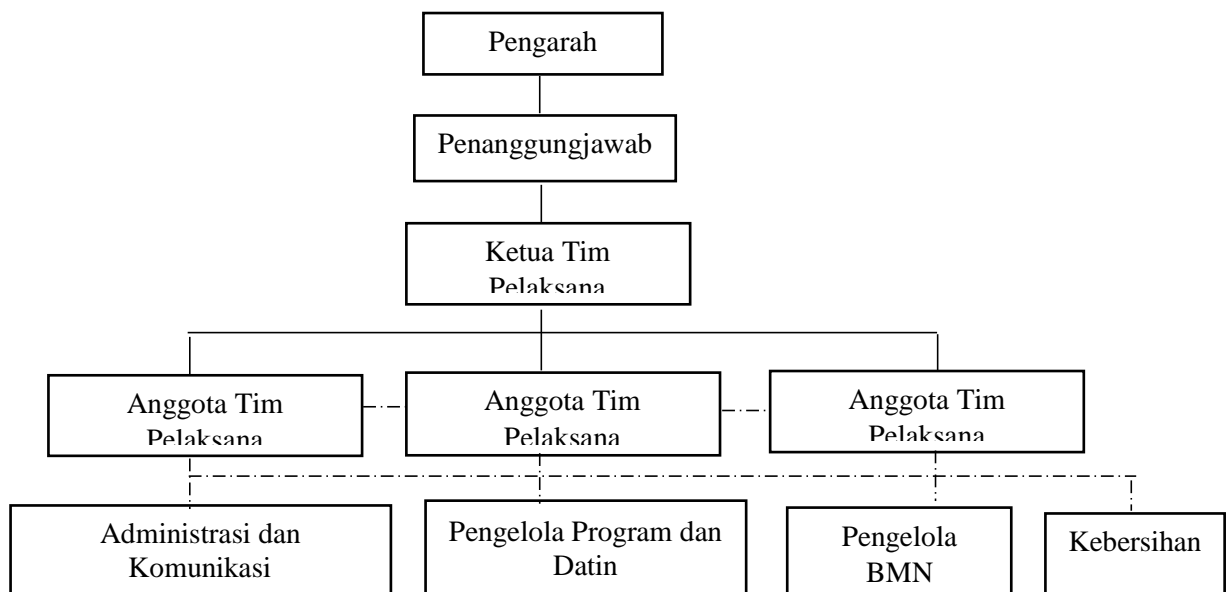 Pengarah
Penanggungjawab
Ketua Tim
Pelaksana
Anggota Tim
Pelaksana
Anggota Tim
Pelaksana
Anggota Tim
Pelaksana
Administrasi dan
Komunikasi
Pengelola Program dan
Datin
Pengelola
BMN
Kebersihan